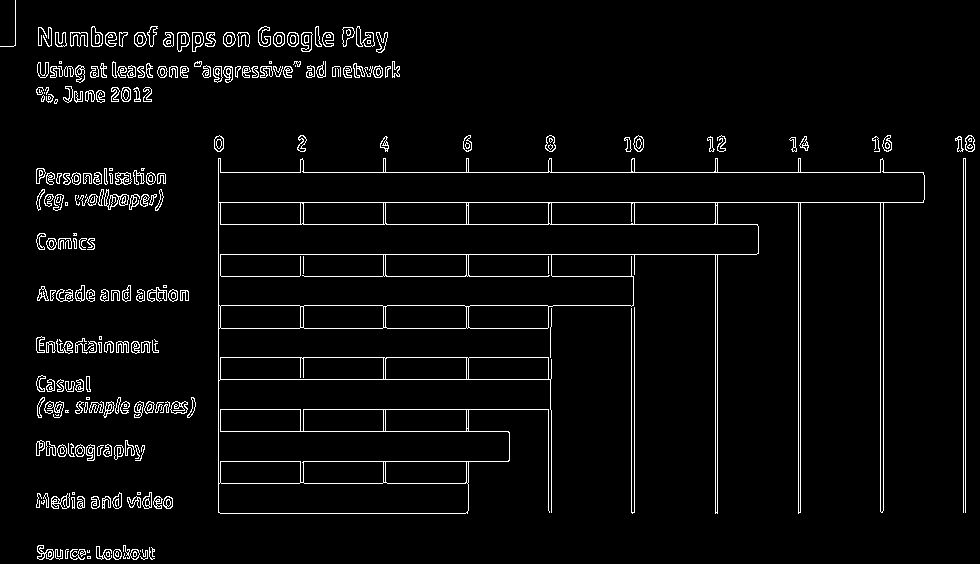 Number of apps on Google Play
Using at least one “aggressive” ad network
%, June 2012
0 2 4 6 8 10 12 14 16 18
Personalisation
(eg. wallpaper)
Comics
Arcade and action
Entertainment
Casual
(eg. simple games)
Photography
Media and video
Source: Lookout